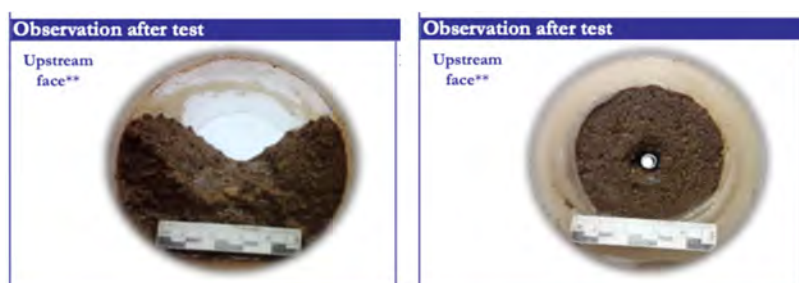 Observation after test
Upstream
face**
Observation after test
Upstream
face**